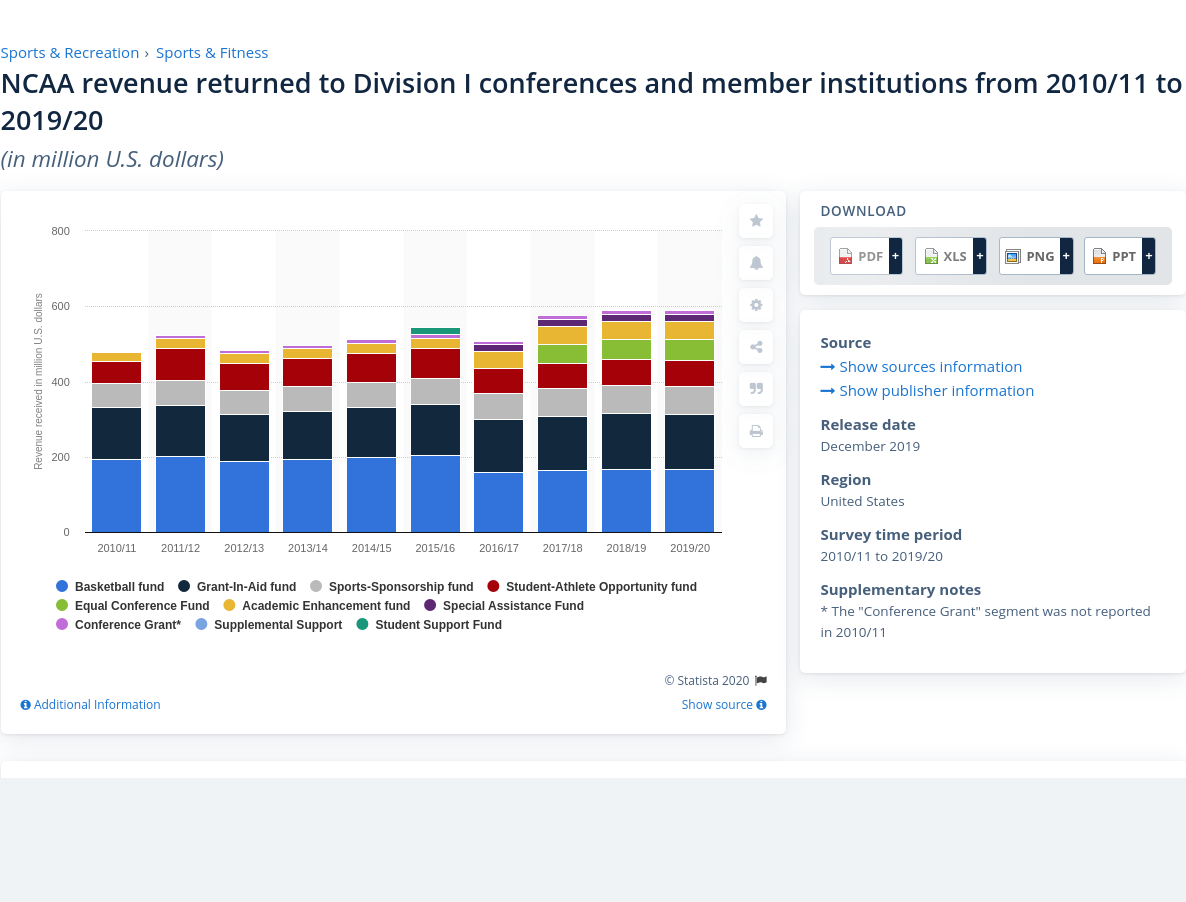 Sports & Recreation › Sports & Fitness
NCAA revenue returned to Division I conferences and member institutions from 2010/11 to
2019/20
(in million U.S. dollars)
800
600
400
200
0
Revenue received in million U.S. dollars
2010/11 2011/12 2012/13 2013/14 2014/15 2015/16 2016/17 2017/18 2018/19 2019/20
Basketball fund Grant-In-Aid fund Sports-Sponsorship fund Student-Athlete Opportunity fund
Equal Conference Fund Academic Enhancement fund Special Assistance Fund
Conference Grant* Supplemental Support Student Support Fund
© Statista 2020
Additional Information Show source
DOWNLOAD
PDF + XLS + PNG + PPT +
Source
Show sources information
Show publisher information
Release date
December 2019
Region
United States
Survey time period
2010/11 to 2019/20
Supplementary notes
* The "Conference Grant" segment was not reported
in 2010/11